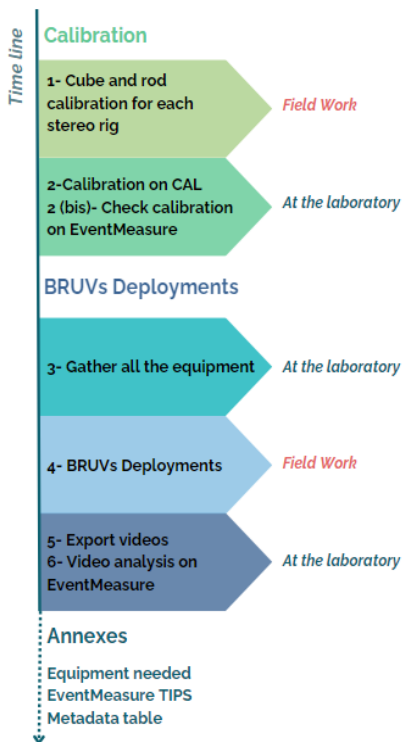 Time line
Calibration
1- Cube and rod
calibration for each
stereo rig
Field Work
2-Calibration on CAL
2 (bis)- Check calibration
on EventMeasure
At the laboratory
BRUVs Deployments
3- Gather all the equipment
At the laboratory
4- BRUVs Deployments
Field Work
5- Export videos
6- Video analysis on
EventMeasure
At the laboratory
Annexes
Equipment needed
EventMeasure TIPS
Metadata table